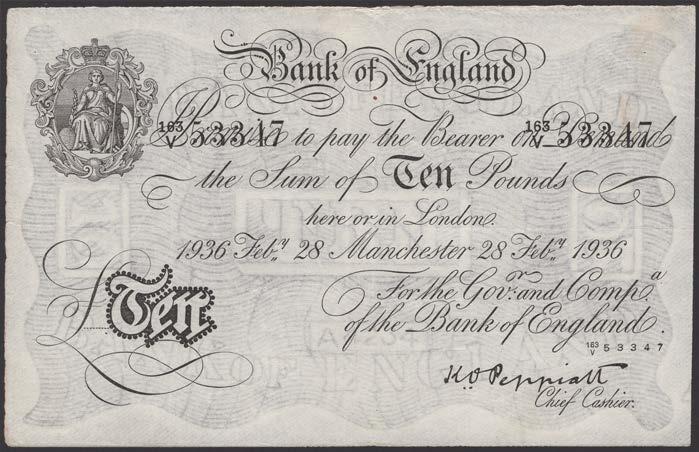 Bank of England
163/V 53347 163/V 53347
Promise to pay the Bearer on Demand
the Sum of Ten Pounds
here or in London.
1936 Feb.ry 28 Manchester 28 Feb.ry 1936
For the Gov.r and Comp.a
of the Bank of England.
163/V 53347
£Ten
K.O. Peppiatt
Chief Cashier.